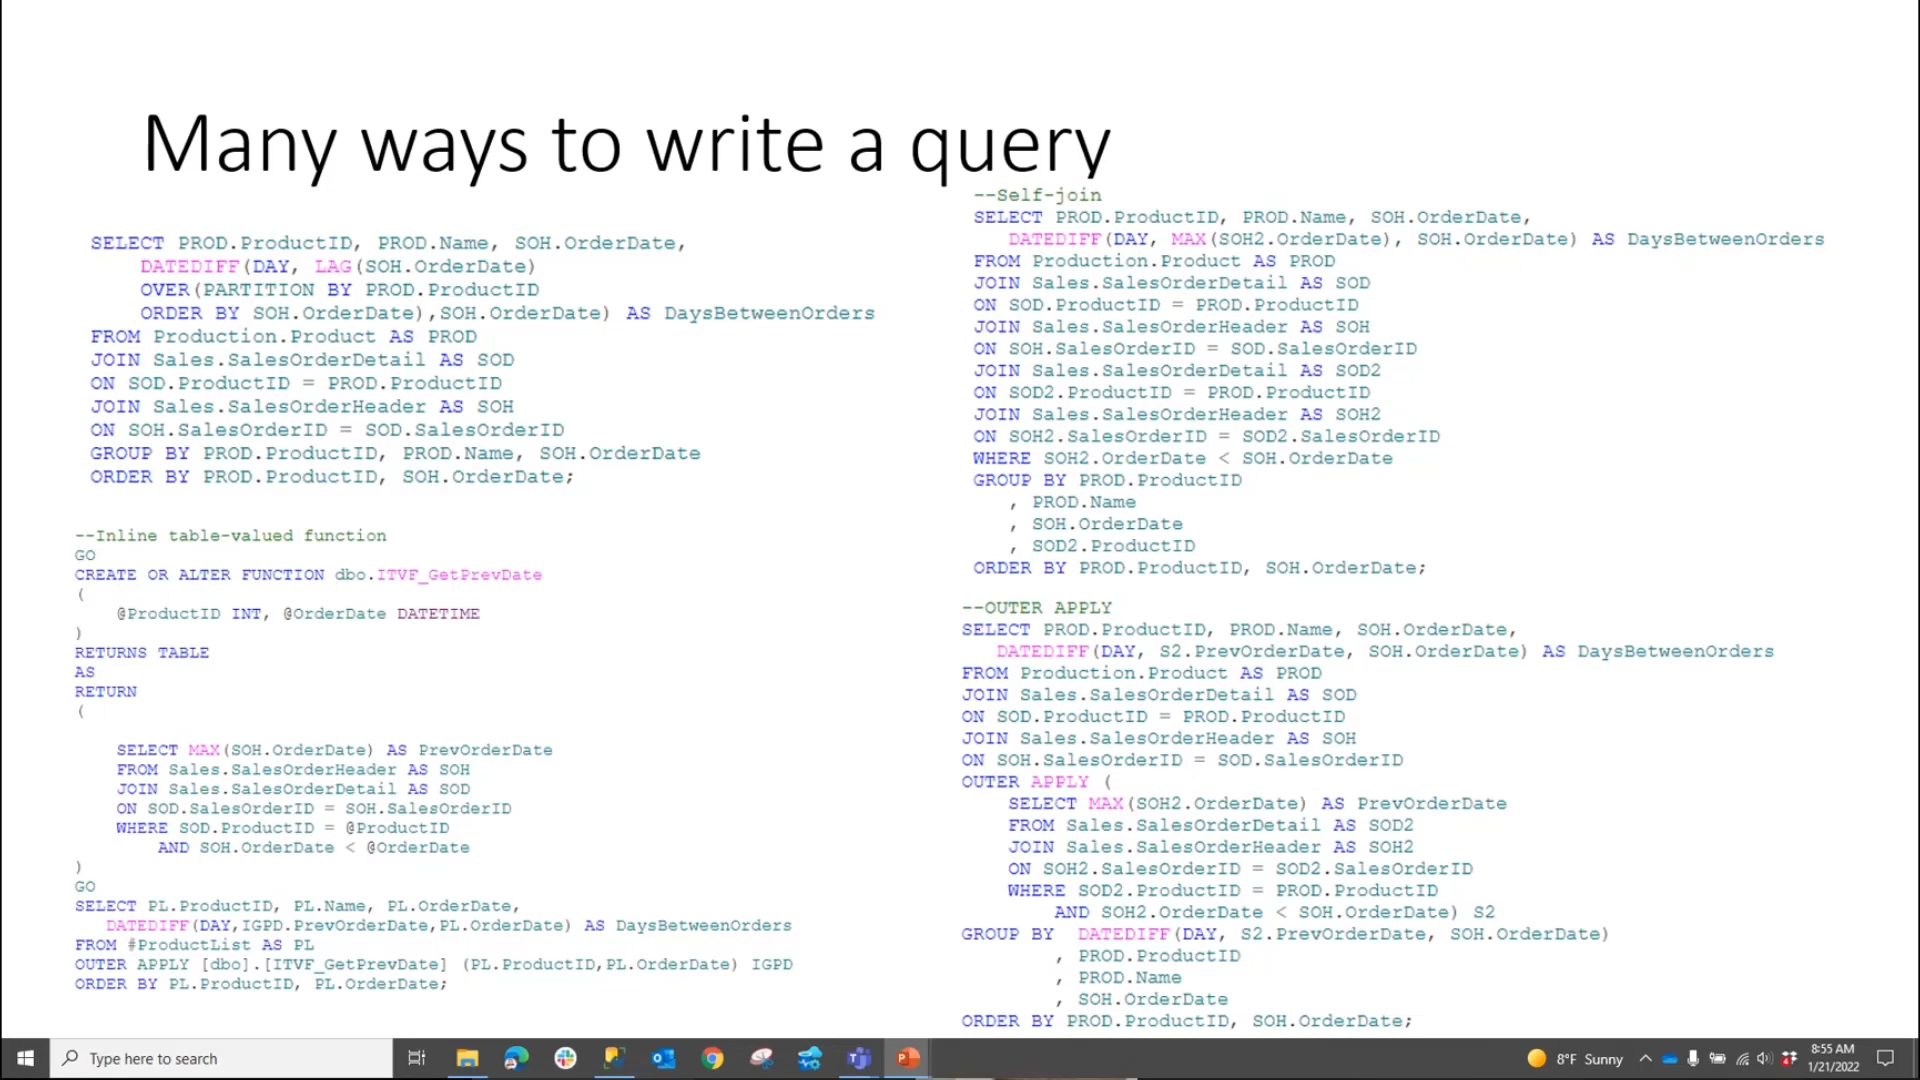 Many ways to write a query
SELECT PROD.ProductID, PROD.Name, SOH.OrderDate,
DATEDIFF(DAY, LAG(SOH.OrderDate)
OVER(PARTITION BY PROD.ProductID
ORDER BY SOH.OrderDate),SOH.OrderDate) AS DaysBetweenOrders
FROM Production.Product AS PROD
JOIN Sales.SalesOrderDetail AS SOD
ON SOD.ProductID = PROD.ProductID
JOIN Sales.SalesOrderHeader AS SOH
ON SOH.SalesOrderID = SOD.SalesOrderID
GROUP BY PROD.ProductID, PROD.Name, SOH.OrderDate
ORDER BY PROD.ProductID, SOH.OrderDate;
--Inline table-valued function
GO
CREATE OR ALTER FUNCTION dbo.ITVF_GetPrevDate
(
@ProductID INT, @OrderDate DATETIME
)
RETURNS TABLE
AS
RETURN
(
SELECT MAX(SOH.OrderDate) AS PrevOrderDate
FROM Sales.SalesOrderHeader AS SOH
JOIN Sales.SalesOrderDetail AS SOD
ON SOD.SalesOrderID = SOH.SalesOrderID
WHERE SOD.ProductID = @ProductID
AND SOH.OrderDate < @OrderDate
)
GO
SELECT PL.ProductID, PL.Name, PL.OrderDate,
DATEDIFF(DAY,IGPD.PrevOrderDate,PL.OrderDate) AS DaysBetweenOrders
FROM #ProductList AS PL
OUTER APPLY [dbo].[ITVF_GetPrevDate] (PL.ProductID,PL.OrderDate) IGPD
ORDER BY PL.ProductID, PL.OrderDate;
--Self-join
SELECT PROD.ProductID, PROD.Name, SOH.OrderDate,
DATEDIFF(DAY, MAX(SOH2.OrderDate), SOH.OrderDate) AS DaysBetweenOrders
FROM Production.Product AS PROD
JOIN Sales.SalesOrderDetail AS SOD
ON SOD.ProductID = PROD.ProductID
JOIN Sales.SalesOrderHeader AS SOH
ON SOH.SalesOrderID = SOD.SalesOrderID
JOIN Sales.SalesOrderDetail AS SOD2
ON SOD2.ProductID = PROD.ProductID
JOIN Sales.SalesOrderHeader AS SOH2
ON SOH2.SalesOrderID = SOD2.SalesOrderID
WHERE SOH2.OrderDate < SOH.OrderDate
GROUP BY PROD.ProductID
, PROD.Name
, SOH.OrderDate
, SOD2.ProductID
ORDER BY PROD.ProductID, SOH.OrderDate;
--OUTER APPLY
SELECT PROD.ProductID, PROD.Name, SOH.OrderDate,
DATEDIFF(DAY, S2.PrevOrderDate, SOH.OrderDate) AS DaysBetweenOrders
FROM Production.Product AS PROD
JOIN Sales.SalesOrderDetail AS SOD
ON SOD.ProductID = PROD.ProductID
JOIN Sales.SalesOrderHeader AS SOH
ON SOH.SalesOrderID = SOD.SalesOrderID
OUTER APPLY (
SELECT MAX(SOH2.OrderDate) AS PrevOrderDate
FROM Sales.SalesOrderDetail AS SOD2
JOIN Sales.SalesOrderHeader AS SOH2
ON SOH2.SalesOrderID = SOD2.SalesOrderID
WHERE SOD2.ProductID = PROD.ProductID
AND SOH2.OrderDate < SOH.OrderDate) S2
GROUP BY DATEDIFF(DAY, S2.PrevOrderDate, SOH.OrderDate)
, PROD.ProductID
, PROD.Name
, SOH.OrderDate
ORDER BY PROD.ProductID, SOH.OrderDate;
Type here to search
8°F Sunny
8:55 AM
1/21/2022